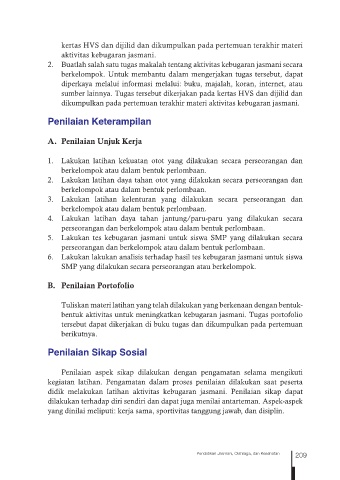 kertas HVS dan dijilid dan dikumpulkan pada pertemuan terakhir materi
aktivitas kebugaran jasmani.
2. Buatlah salah satu tugas makalah tentang aktivitas kebugaran jasmani secara
berkelompok. Untuk membantu dalam mengerjakan tugas tersebut, dapat
diperkaya melalui informasi melalui: buku, majalah, koran, internet, atau
sumber lainnya. Tugas tersebut dikerjakan pada kertas HVS dan dijilid dan
dikumpulkan pada pertemuan terakhir materi aktivitas kebugaran jasmani.
Penilaian Keterampilan
A. Penilaian Unjuk Kerja
1. Lakukan latihan kekuatan otot yang dilakukan secara perseorangan dan
berkelompok atau dalam bentuk perlombaan.
2. Lakukan latihan daya tahan otot yang dilakukan secara perseorangan dan
berkelompok atau dalam bentuk perlombaan.
3. Lakukan latihan kelenturan yang dilakukan secara perseorangan dan
berkelompok atau dalam bentuk perlombaan.
4. Lakukan latihan daya tahan jantung/paru-paru yang dilakukan secara
perseorangan dan berkelompok atau dalam bentuk perlombaan.
5. Lakukan tes kebugaran jasmani untuk siswa SMP yang dilakukan secara
perseorangan dan berkelompok atau dalam bentuk perlombaan.
6. Lakukan lakukan analisis terhadap hasil tes kebugaran jasmani untuk siswa
SMP yang dilakukan secara perseorangan atau berkelompok.
B. Penilaian Portofolio
Tuliskan materi latihan yang telah dilakukan yang berkenaan dengan bentuk-
bentuk aktivitas untuk meningkatkan kebugaran jasmani. Tugas portofolio
tersebut dapat dikerjakan di buku tugas dan dikumpulkan pada pertemuan
berikutnya.
Penilaian Sikap Sosial
Penilaian aspek sikap dilakukan dengan pengamatan selama mengikuti
kegiatan latihan. Pengamatan dalam proses penilaian dilakukan saat peserta
didik melakukan latihan aktivitas kebugaran jasmani. Penilaian sikap dapat
dilakukan terhadap diri sendiri dan dapat juga menilai antarteman. Aspek-aspek
yang dinilai meliputi: kerja sama, sportivitas tanggung jawab, dan disiplin.
Pendidikan Jasmani, Olahraga, dan Kesehatan 209